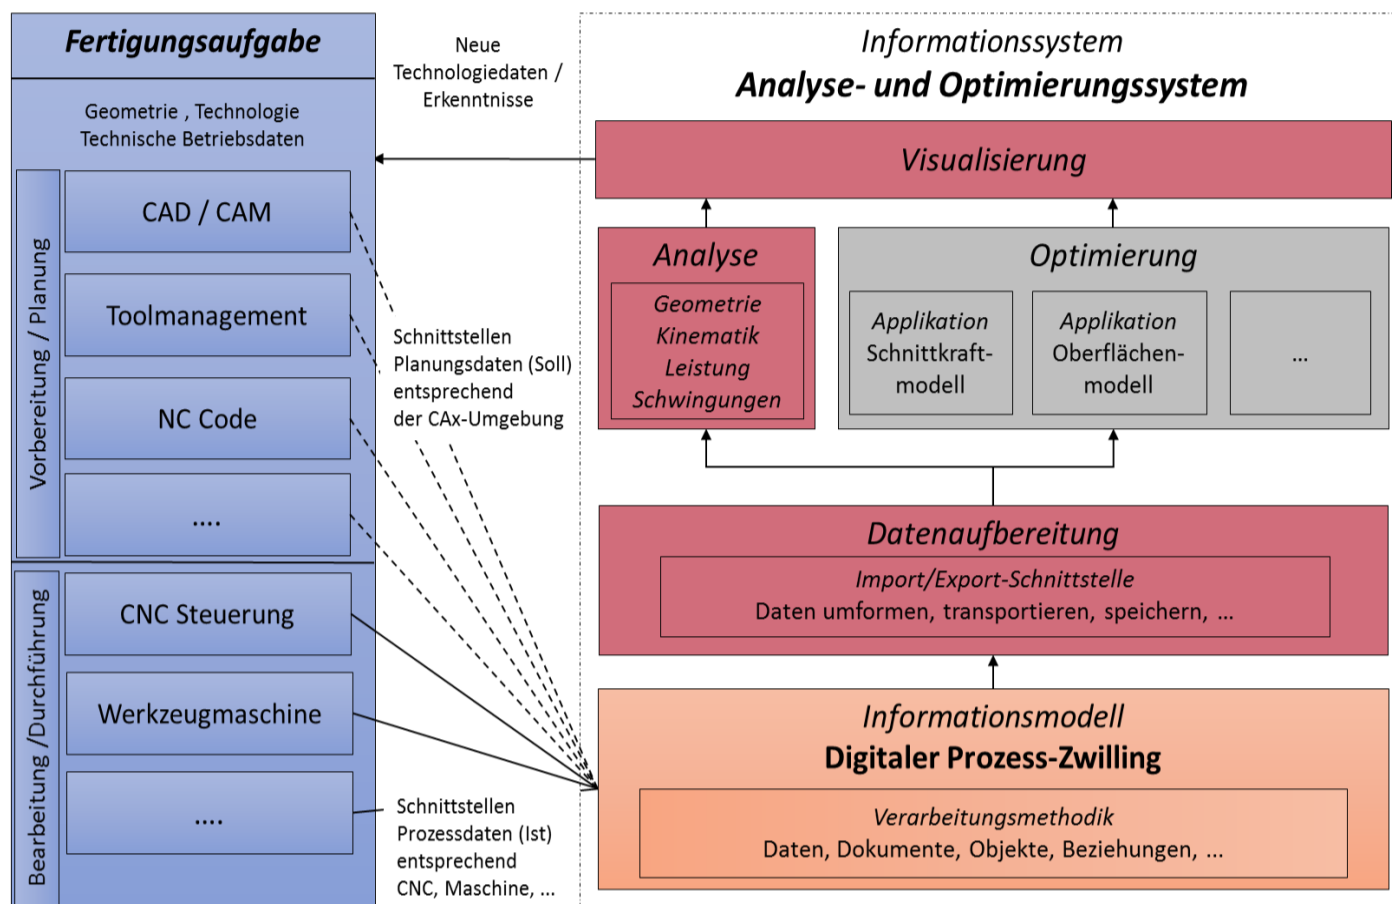 Fertigungsaufgabe
Geometrie , Technologie
Technische Betriebsdaten
Vorbereitung / Planung
CAD / CAM
Toolmanagement
NC Code
....
Bearbeitung /Durchführung
CNC Steuerung
Werkzeugmaschine
....
Neue
Technologiedaten /
Erkenntnisse
Schnittstellen
Planungsdaten (Soll)
entsprechend
der CAx-Umgebung
Schnittstellen
Prozessdaten (Ist)
entsprechend
CNC, Maschine, ...
Informationssystem
Analyse- und Optimierungssystem
Visualisierung
Analyse
Geometrie
Kinematik
Leistung
Schwingungen
Optimierung
Applikation
Schnittkraft-
modell
Applikation
Oberflächen-
modell
...
Datenaufbereitung
Import/Export-Schnittstelle
Daten umformen, transportieren, speichern, ...
Informationsmodell
Digitaler Prozess-Zwilling
Verarbeitungsmethodik
Daten, Dokumente, Objekte, Beziehungen, ...